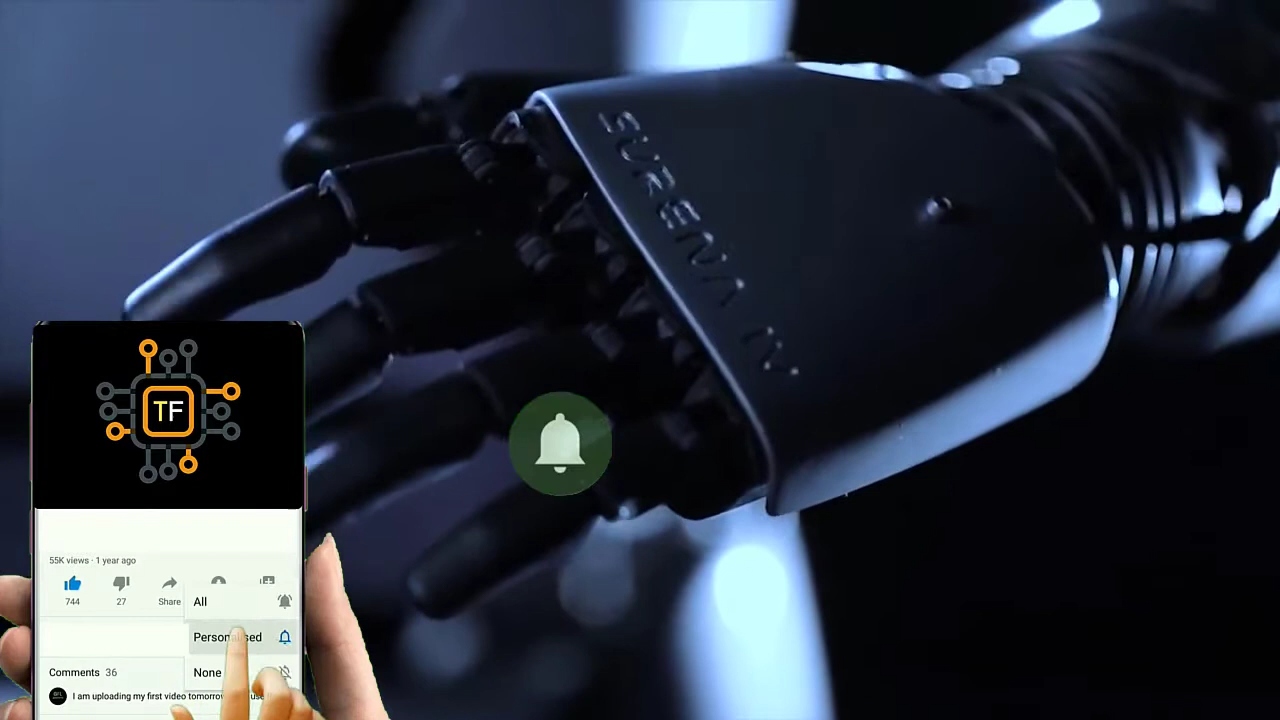 SURENA IV
TF
55K views · 1 year ago
744
27
Share
All
Personalised
None
Comments 36
I am uploading my first video tomorrow use